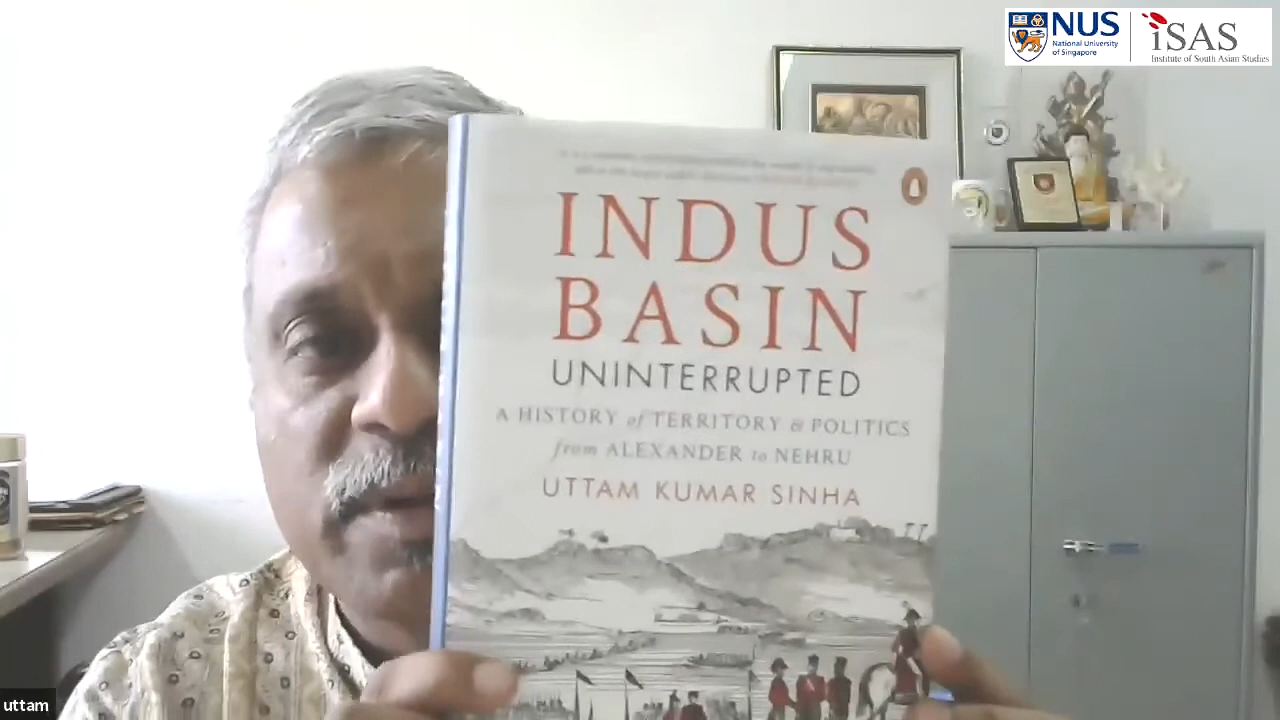 NUS
National University
of Singapore
iSAS
Institute of South Asian Studies
INDUS
BASIN
UNINTERRUPTED
A HISTORY of TERRITORY & POLITICS
from ALEXANDER to NEHRU
UTTAM KUMAR SINHA
uttam